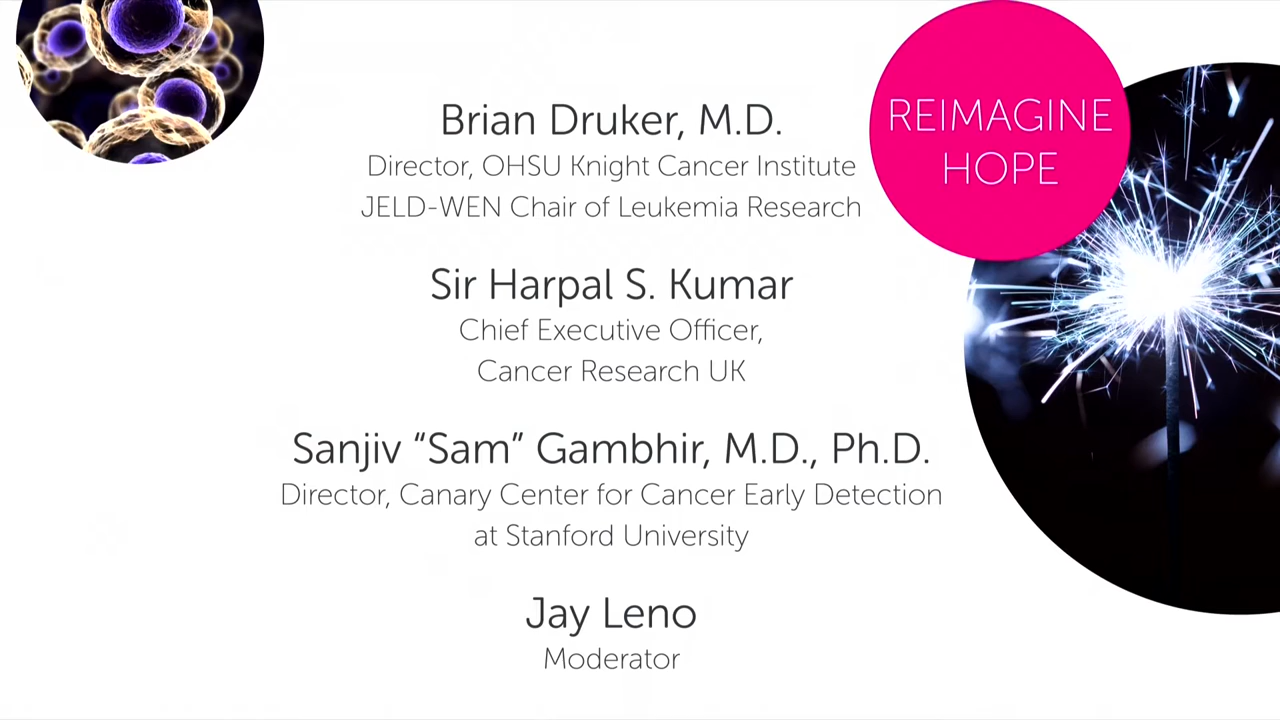 Brian Druker, M.D.
Director, OHSU Knight Cancer Institute
JELD-WEN Chair of Leukemia Research
REIMAGINE
HOPE
Sir Harpal S. Kumar
Chief Executive Officer,
Cancer Research UK
Sanjiv “Sam” Gambhir, M.D., Ph.D.
Director, Canary Center for Cancer Early Detection
at Stanford University
Jay Leno
Moderator